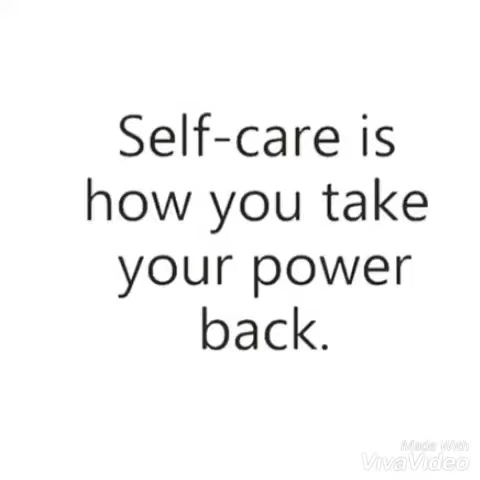 Self-care is
how you take
your power
back.
Made With
VivaVideo